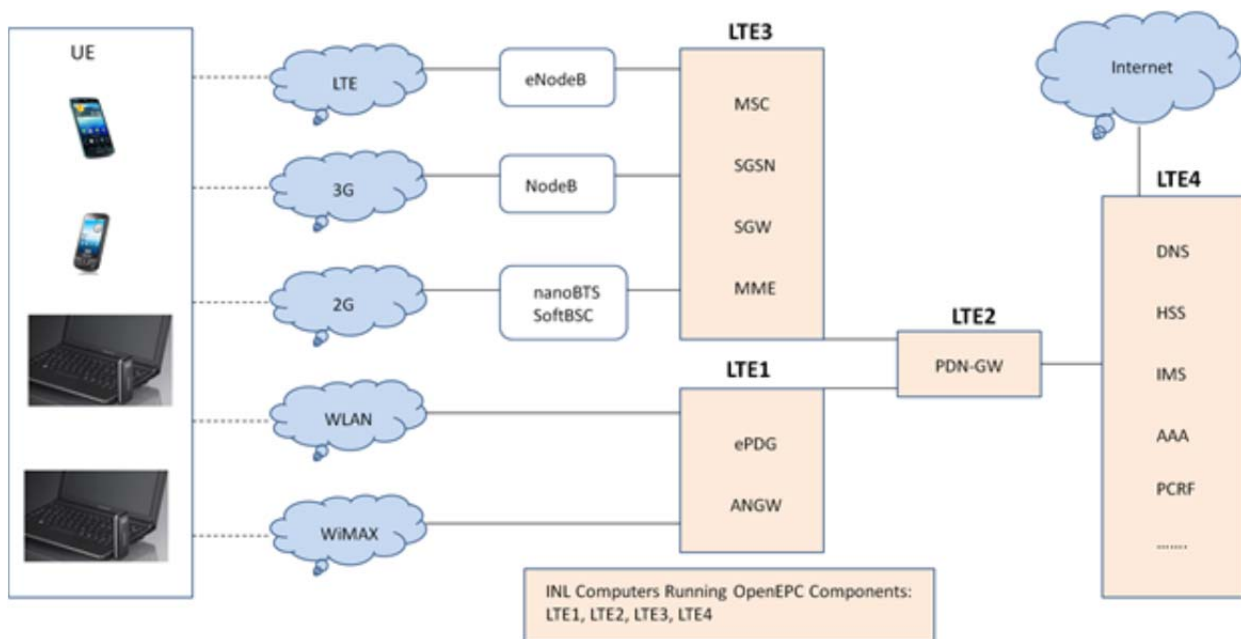 UE
LTE
3G
2G
WLAN
WiMAX
eNodeB
NodeB
nanoBTS
SoftBSC
LTE3
MSC
SGSN
SGW
MME
LTE1
ePDG
ANGW
LTE2
PDN-GW
Internet
LTE4
DNS
HSS
IMS
AAA
PCRF
.......
INL Computers Running OpenEPC Components:
LTE1, LTE2, LTE3, LTE4